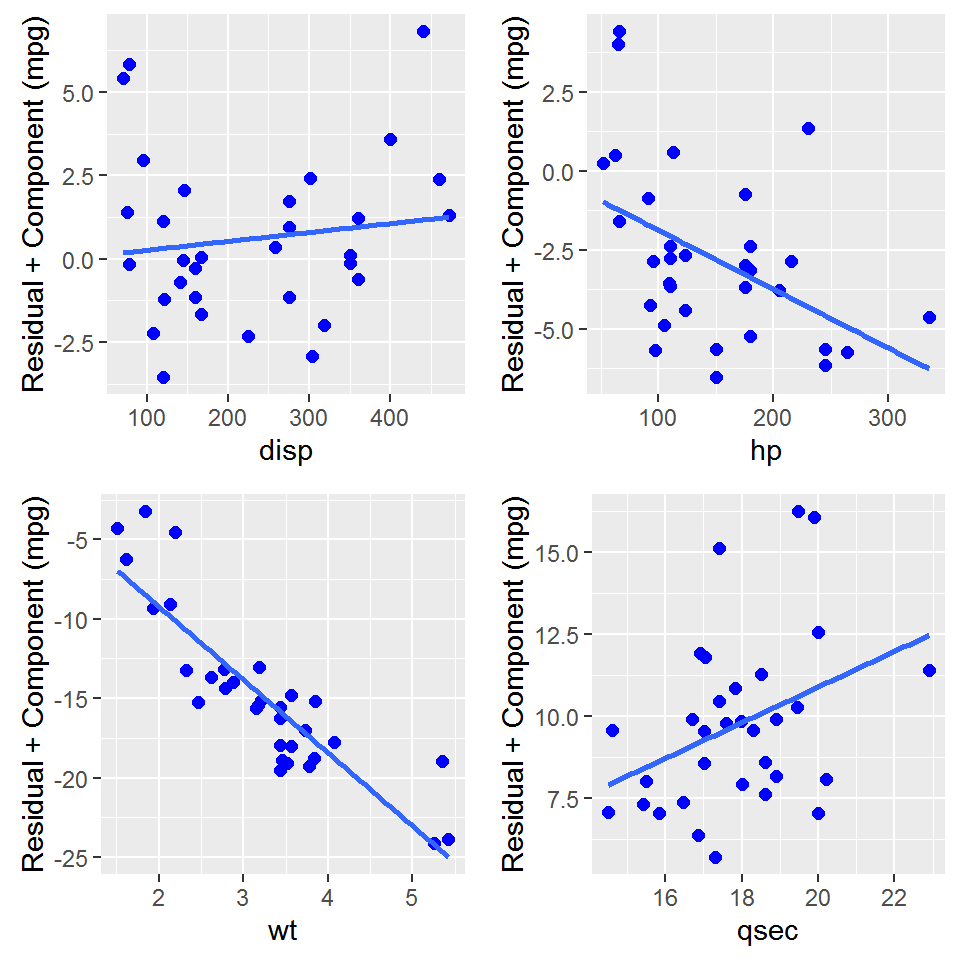 Residual + Component (mpg)
5.0
2.5
0.0
-2.5
100 200 300 400
disp
Residual + Component (mpg)
2.5
0.0
-2.5
-5.0
100 200 300
hp
Residual + Component (mpg)
-5
-10
-15
-20
-25
2 3 4 5
wt
Residual + Component (mpg)
15.0
12.5
10.0
7.5
16 18 20 22
qsec